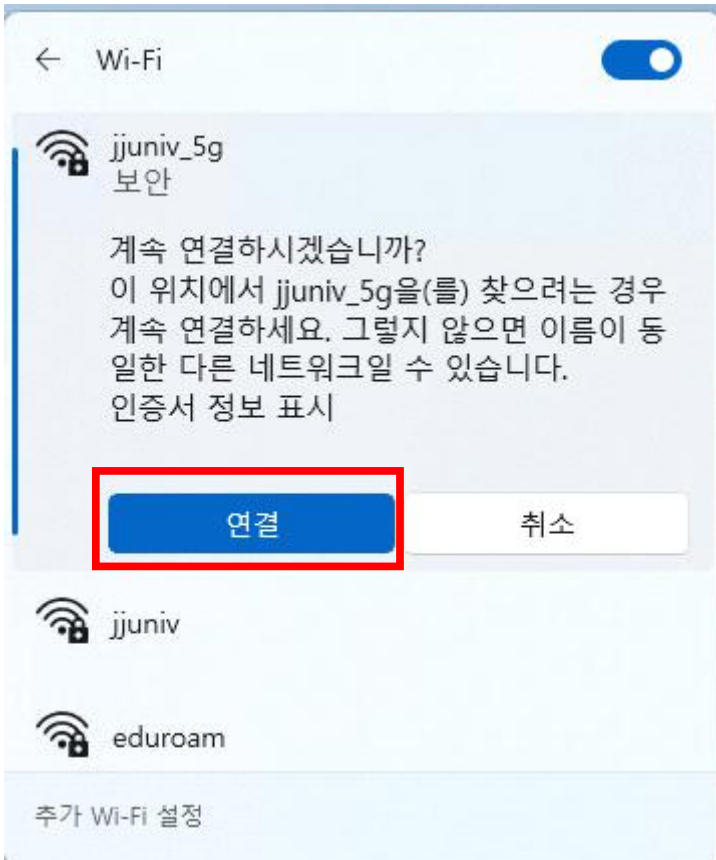 Wi-Fi
jjuniv_5g
보안
계속 연결하시겠습니까?
이 위치에서 jjuniv_5g을(를) 찾으려는 경우
계속 연결하세요. 그렇지 않으면 이름이 동
일한 다른 네트워크일 수 있습니다.
인증서 정보 표시
연결 취소
jjuniv
eduroam
추가 Wi-Fi 설정